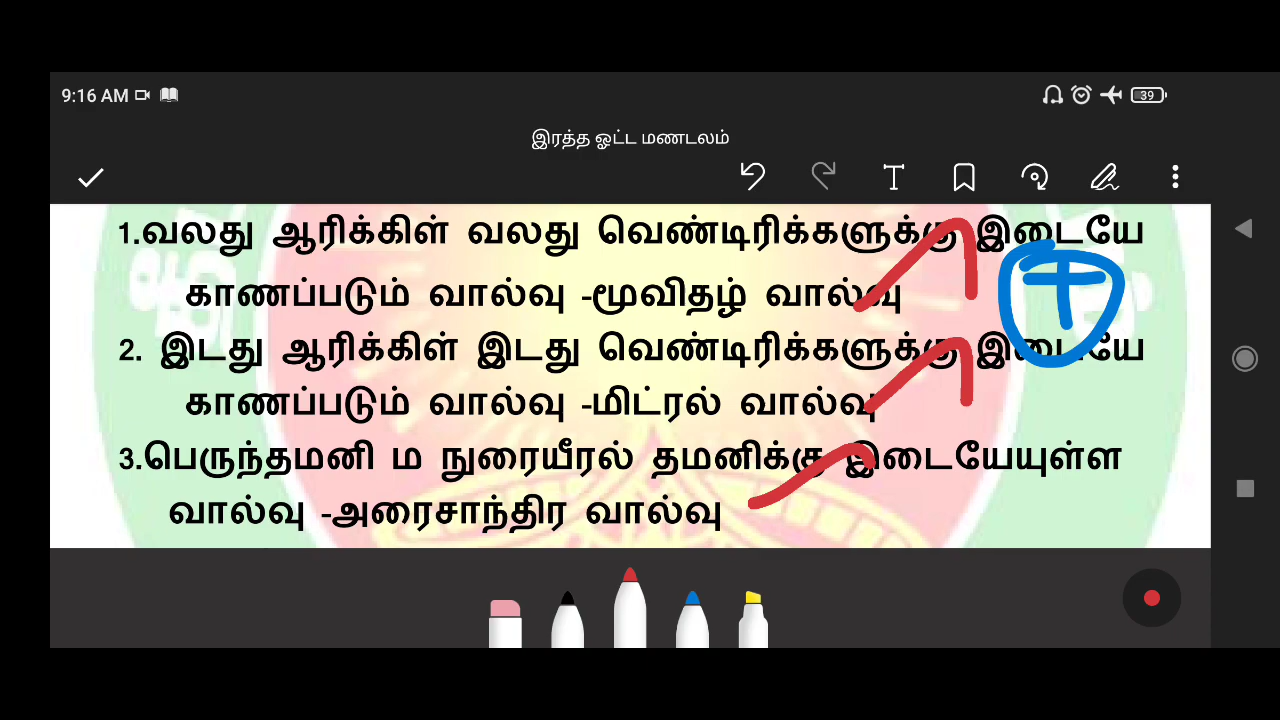 9:16 AM
39
இரத்த ஓட்ட மணடலம்
T
1.வலது ஆரிக்கிள் வலது வெண்டிரிக்களுக்கு இடையே
காணப்படும் வால்வு -மூவிதழ் வால்வு
2. இடது ஆரிக்கிள் இடது வெண்டிரிக்களுக்கு இடையே
காணப்படும் வால்வு -மிட்ரல் வால்வு
3.பெருந்தமனி ம நுரையீரல் தமனிக்கு இடையேயுள்ள
வால்வு -அரைசாந்திர வால்வு